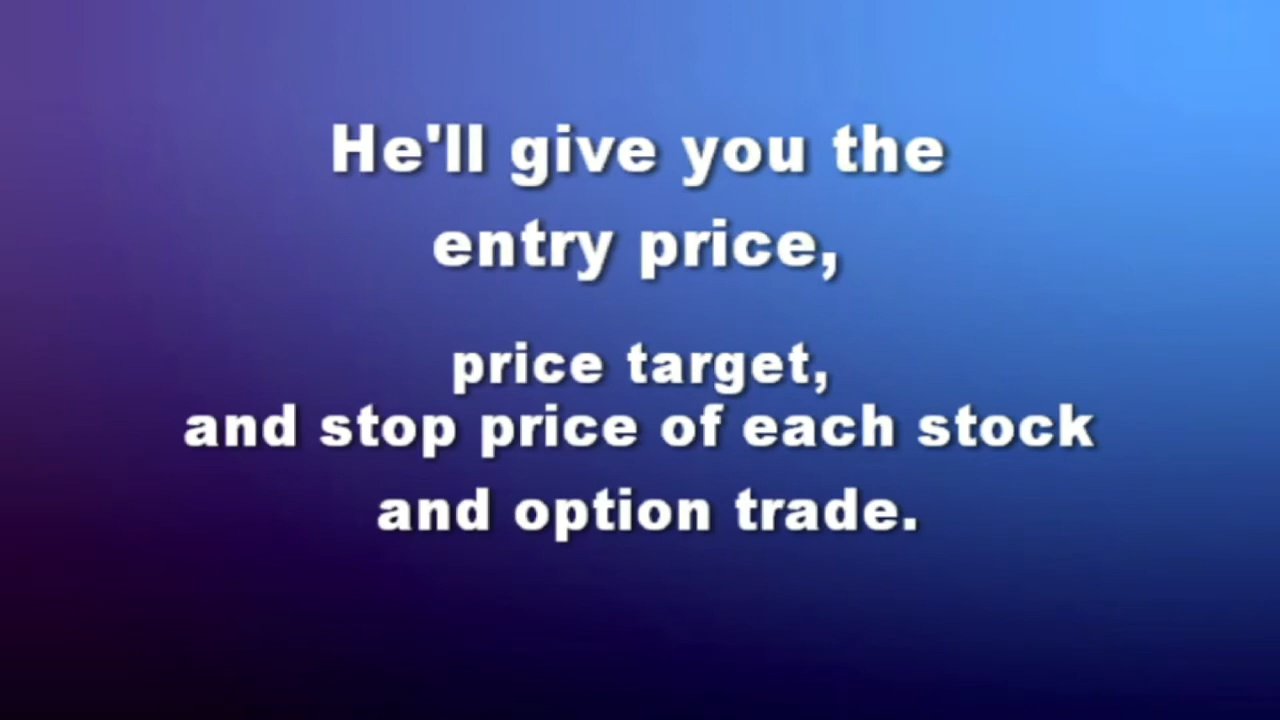 He'll give you the
entry price,
price target,
and stop price of each stock
and option trade.